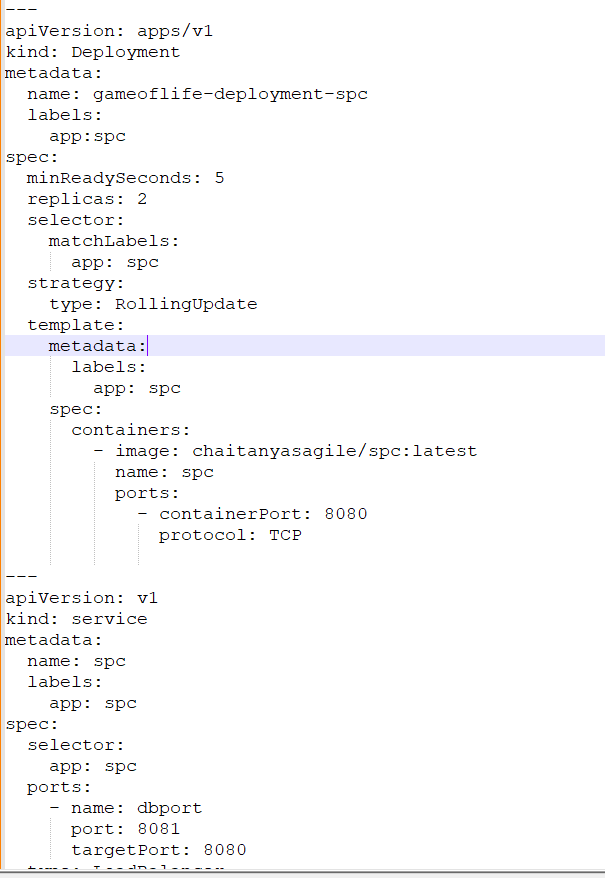 ---
apiVersion: apps/v1
kind: Deployment
metadata:
  name: gameoflife-deployment-spc
  labels:
    app:spc
spec:
  minReadySeconds: 5
  replicas: 2
  selector:
    matchLabels:
      app: spc
  strategy:
    type: RollingUpdate
  template:
    metadata:
      labels:
        app: spc
    spec:
      containers:
        - image: chaitanyasagile/spc:latest
          name: spc
          ports:
            - containerPort: 8080
              protocol: TCP
---
apiVersion: v1
kind: service
metadata:
  name: spc
  labels:
    app: spc
spec:
  selector:
    app: spc
  ports:
    - name: dbport
      port: 8081
      targetPort: 8080
  type: LoadBalancer